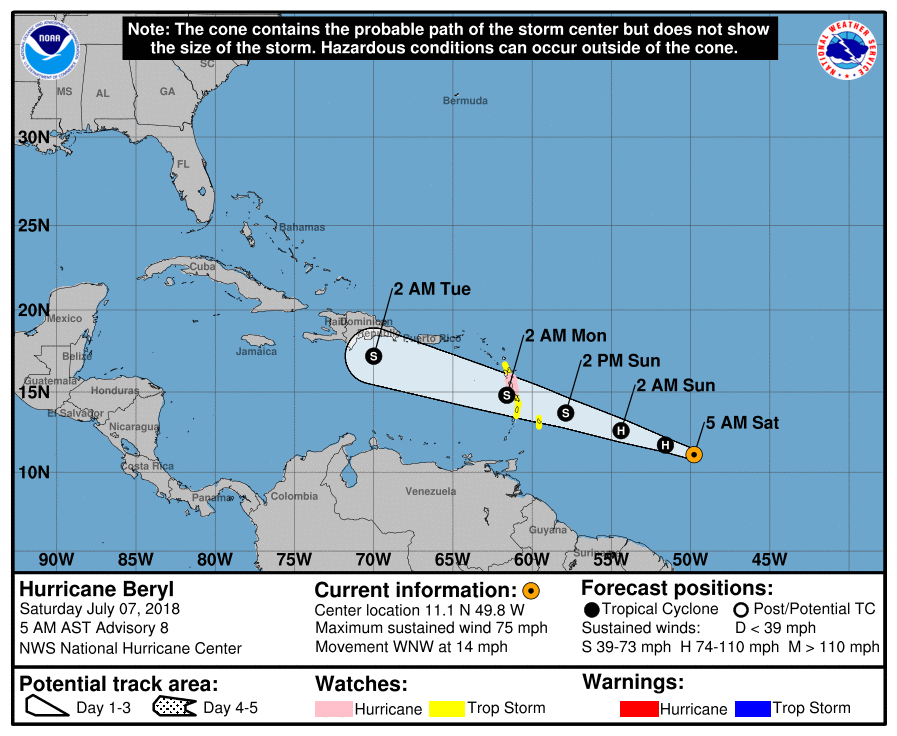 Note: The cone contains the probable path of the storm center but does not show
the size of the storm. Hazardous conditions can occur outside of the cone.
NOAA
NATIONAL WEATHER SERVICE
SC
MS
AL
GA
Bermuda
30N
FL
25N
Bahamas
Cuba
2 AM Tue
20N
Mexico
Haiti
Dominican
Republic
Puerto Rico
Jamaica
2 AM Mon
Belize
2 PM Sun
Guatemala
15N
Honduras
2 AM Sun
El Salvador
Nicaragua
5 AM Sat
S
S
S
H
H
Costa Rica
10N
Panama
Colombia
Venezuela
Guyana
90W 85W 80W 75W 70W 65W 60W 55W 50W 45W
Hurricane Beryl
Saturday July 07, 2018
5 AM AST Advisory 8
NWS National Hurricane Center
Current information:
Center location 11.1 N 49.8 W
Maximum sustained wind 75 mph
Movement WNW at 14 mph
Forecast positions:
Tropical Cyclone Post/Potential TC
Sustained winds: D < 39 mph
S 39-73 mph H 74-110 mph M > 110 mph
Potential track area:
Day 1-3 Day 4-5
Watches:
Hurricane Trop Storm
Warnings:
Hurricane Trop Storm